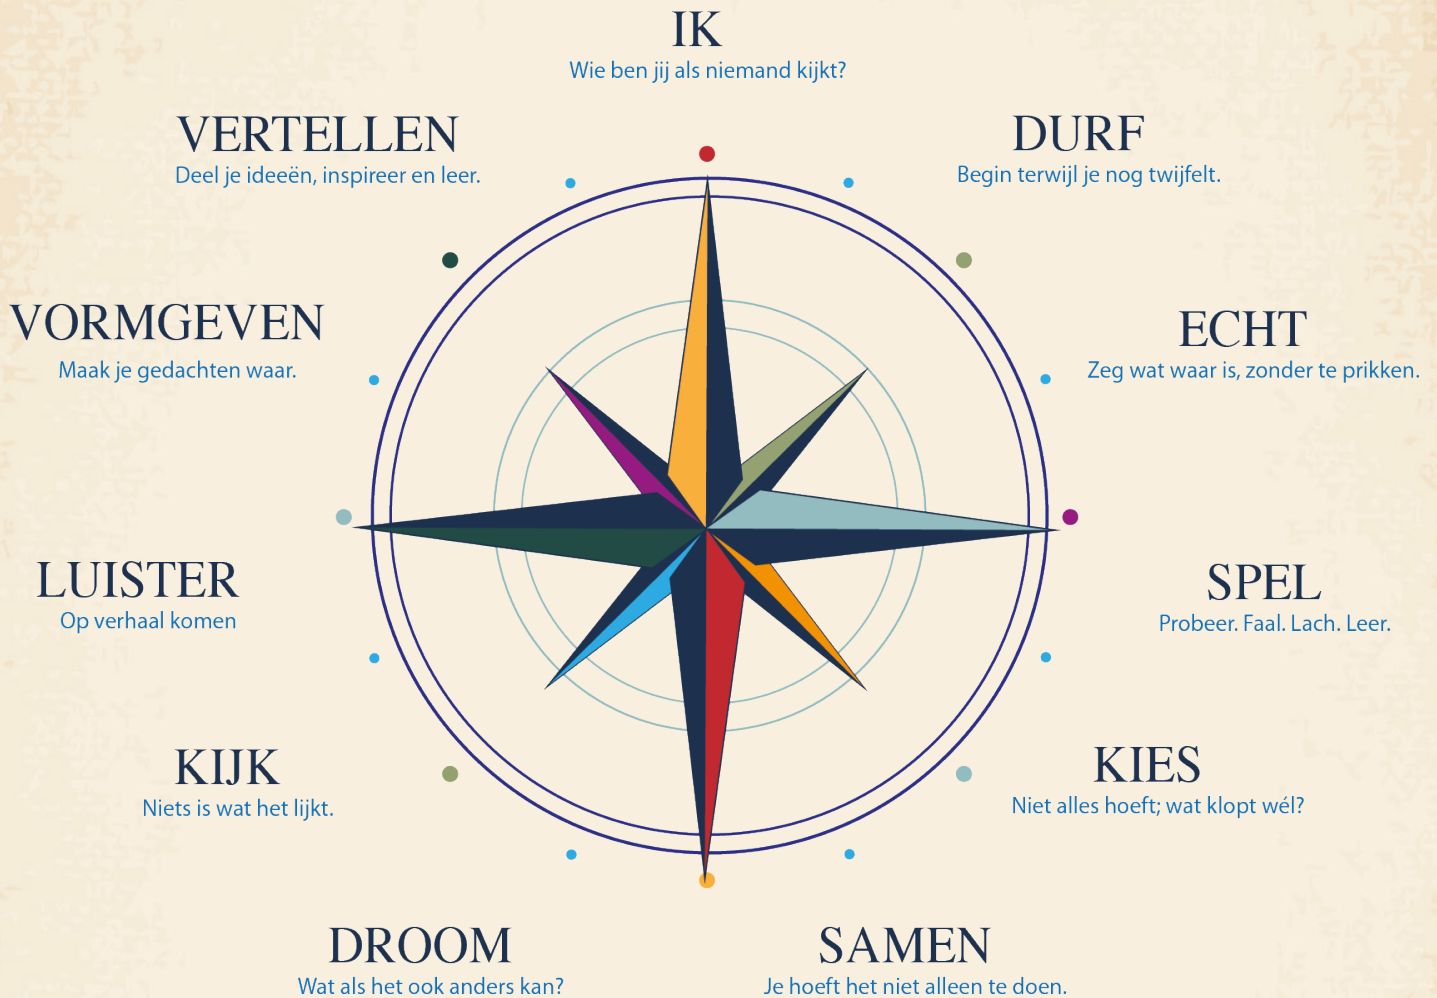 IK
Wie ben jij als niemand kijkt?
VERTELLEN
Deel je ideeën, inspireer en leer.
DURF
Begin terwijl je nog twijfelt.
VORMGEVEN
Maak je gedachten waar.
ECHT
Zeg wat waar is, zonder te prikken.
LUISTER
Op verhaal komen
SPEL
Probeer. Faal. Lach. Leer.
KIJK
Niets is wat het lijkt.
KIES
Niet alles hoeft; wat klopt wél?
DROOM
Wat als het ook anders kan?
SAMEN
Je hoeft het niet alleen te doen.